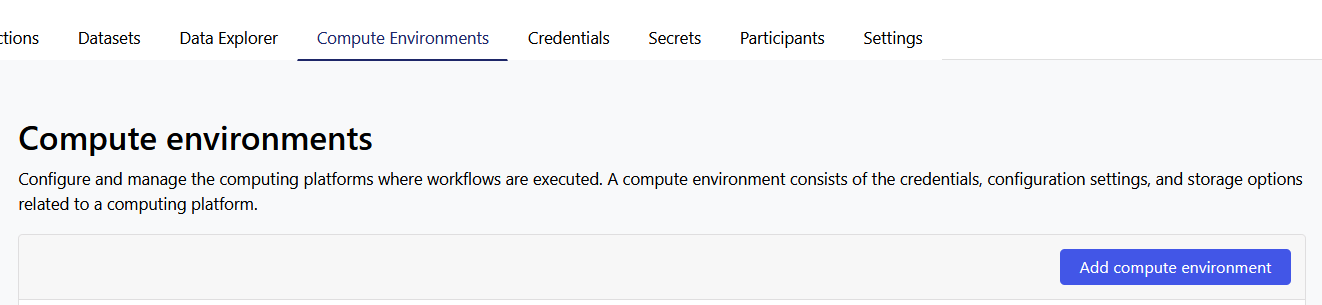 ctions Datasets Data Explorer Compute Environments Credentials Secrets Participants Settings
Compute environments
Configure and manage the computing platforms where workflows are executed. A compute environment consists of the credentials, configuration settings, and storage options
related to a computing platform.
Add compute environment